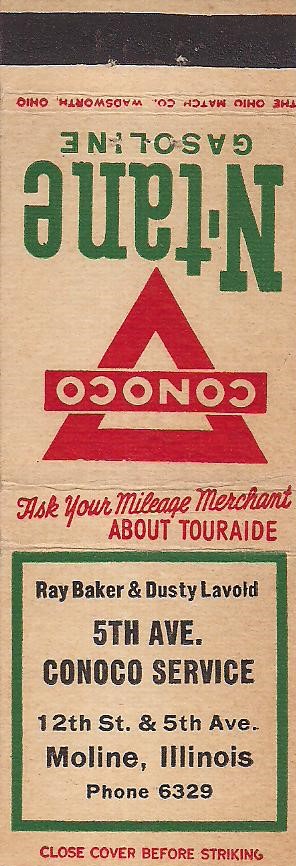 THE OHIO MATCH CO. WADSWORTH, OHIO
GASOLINE
N-tane
CONOCO
Ask Your Mileage Merchant
ABOUT TOURAIDE
Ray Baker & Dusty Lavold
5TH AVE.
CONOCO SERVICE
12th St. & 5th Ave.
Moline, Illinois
Phone 6329
CLOSE COVER BEFORE STRIKING